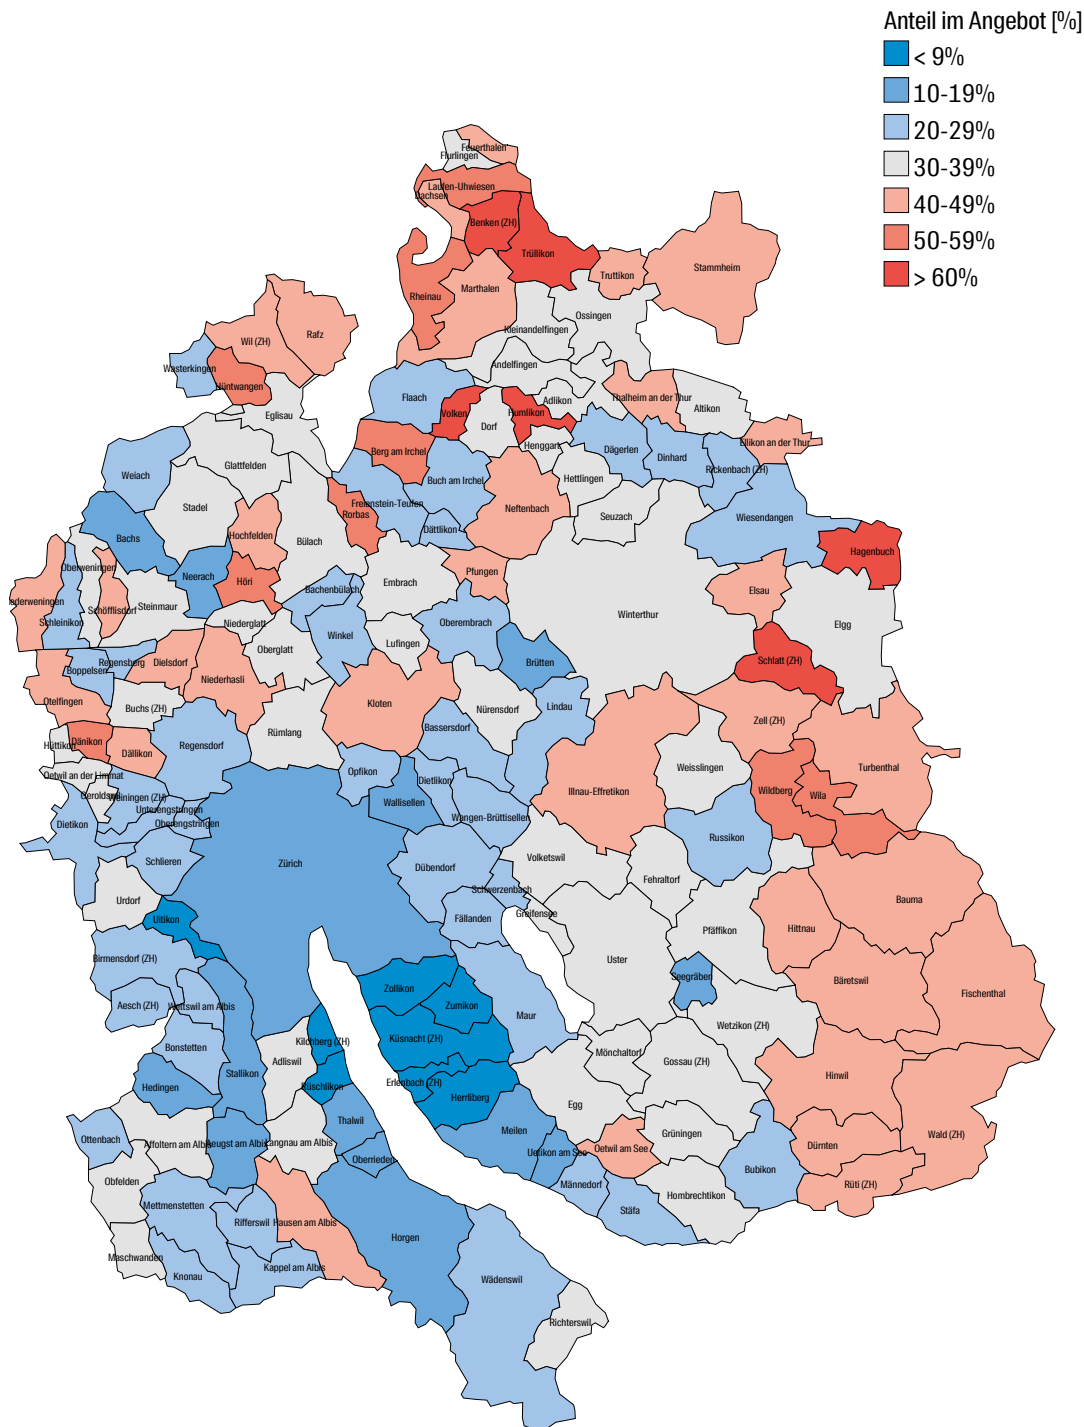 Anteil im Angebot [%]
< 9%
10-19%
20-29%
30-39%
40-49%
50-59%
> 60%
Feuerthalen
Flurlingen
Laufen-Uhwiesen
Dachsen
Benken (ZH)
Trüllikon
Truttikon
Stammheim
Rheinau
Marthalen
Ossingen
Kleinandelfingen
Rafz
Wil (ZH)
Andelfingen
Wasterkingen
Hüntwangen
Flaach
Thalheim an der Thur
Adlikon
Altikon
Eglisau
Volken
Humlikon
Dorf
Ellikon an der Thur
Henggart
Berg am Irchel
Dägerlen
Dinhard
Glattfelden
Rickenbach (ZH)
Weiach
Buch am Irchel
Hettlingen
Freienstein-Teufen
Stadel
Neftenbach
Rorbas
Seuzach
Wiesendangen
Dättlikon
Hochfelden
Bachs
Bülach
Hagenbuch
Oberweningen
Pfungen
Neerach
Höri
Embrach
Bachenbülach
Elsau
Niederweningen
Steinmaur
Schöfflisdorf
Winterthur
Schleinikon
Niederglatt
Oberembrach
Elgg
Winkel
Lufingen
Oberglatt
Regensberg
Dielsdorf
Brütten
Schlatt (ZH)
Boppelsen
Niederhasli
Otelfingen
Kloten
Lindau
Buchs (ZH)
Nürensdorf
Zell (ZH)
Bassersdorf
Rümlang
Dänikon
Hüttikon
Regensdorf
Dällikon
Weisslingen
Turbenthal
Opfikon
Oetwil an der Limmat
Dietlikon
Illnau-Effretikon
Wildberg
Geroldswil
Weiningen (ZH)
Wila
Wallisellen
Unterengstringen
Wangen-Brüttisellen
Dietikon
Oberengstringen
Russikon
Schlieren
Zürich
Volketswil
Dübendorf
Fehraltorf
Schwerzenbach
Urdorf
Bauma
Greifensee
Uitikon
Fällanden
Hittnau
Pfäffikon
Birmensdorf (ZH)
Uster
Seegräben
Zollikon
Bäretswil
Fischenthal
Aesch (ZH)
Wettswil am Albis
Zumikon
Maur
Wetzikon (ZH)
Küsnacht (ZH)
Kilchberg (ZH)
Bonstetten
Mönchaltorf
Gossau (ZH)
Adliswil
Stallikon
Hinwil
Erlenbach (ZH)
Hedingen
Rüschlikon
Herrliberg
Egg
Thalwil
Meilen
Grüningen
Wald (ZH)
Ottenbach
Affoltern am Albis
Aeugst am Albis
Langnau am Albis
Dürnten
Uetikon am See
Oetwil am See
Oberrieden
Bubikon
Obfelden
Männedorf
Rüti (ZH)
Hombrechtikon
Mettmenstetten
Stäfa
Rifferswil
Hausen am Albis
Horgen
Maschwanden
Kappel am Albis
Knonau
Wädenswil
Richterswil